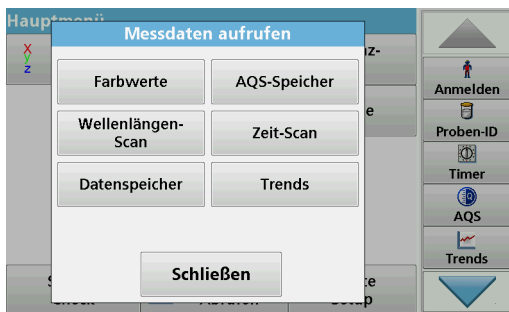 Hauptmenü
Messdaten aufrufen
X
y
z
Farbwerte
AQS-Speicher
Wellenlängen-
Scan
Zeit-Scan
Datenspeicher
Trends
Schließen
Anmelden
Proben-ID
Timer
AQS
Trends